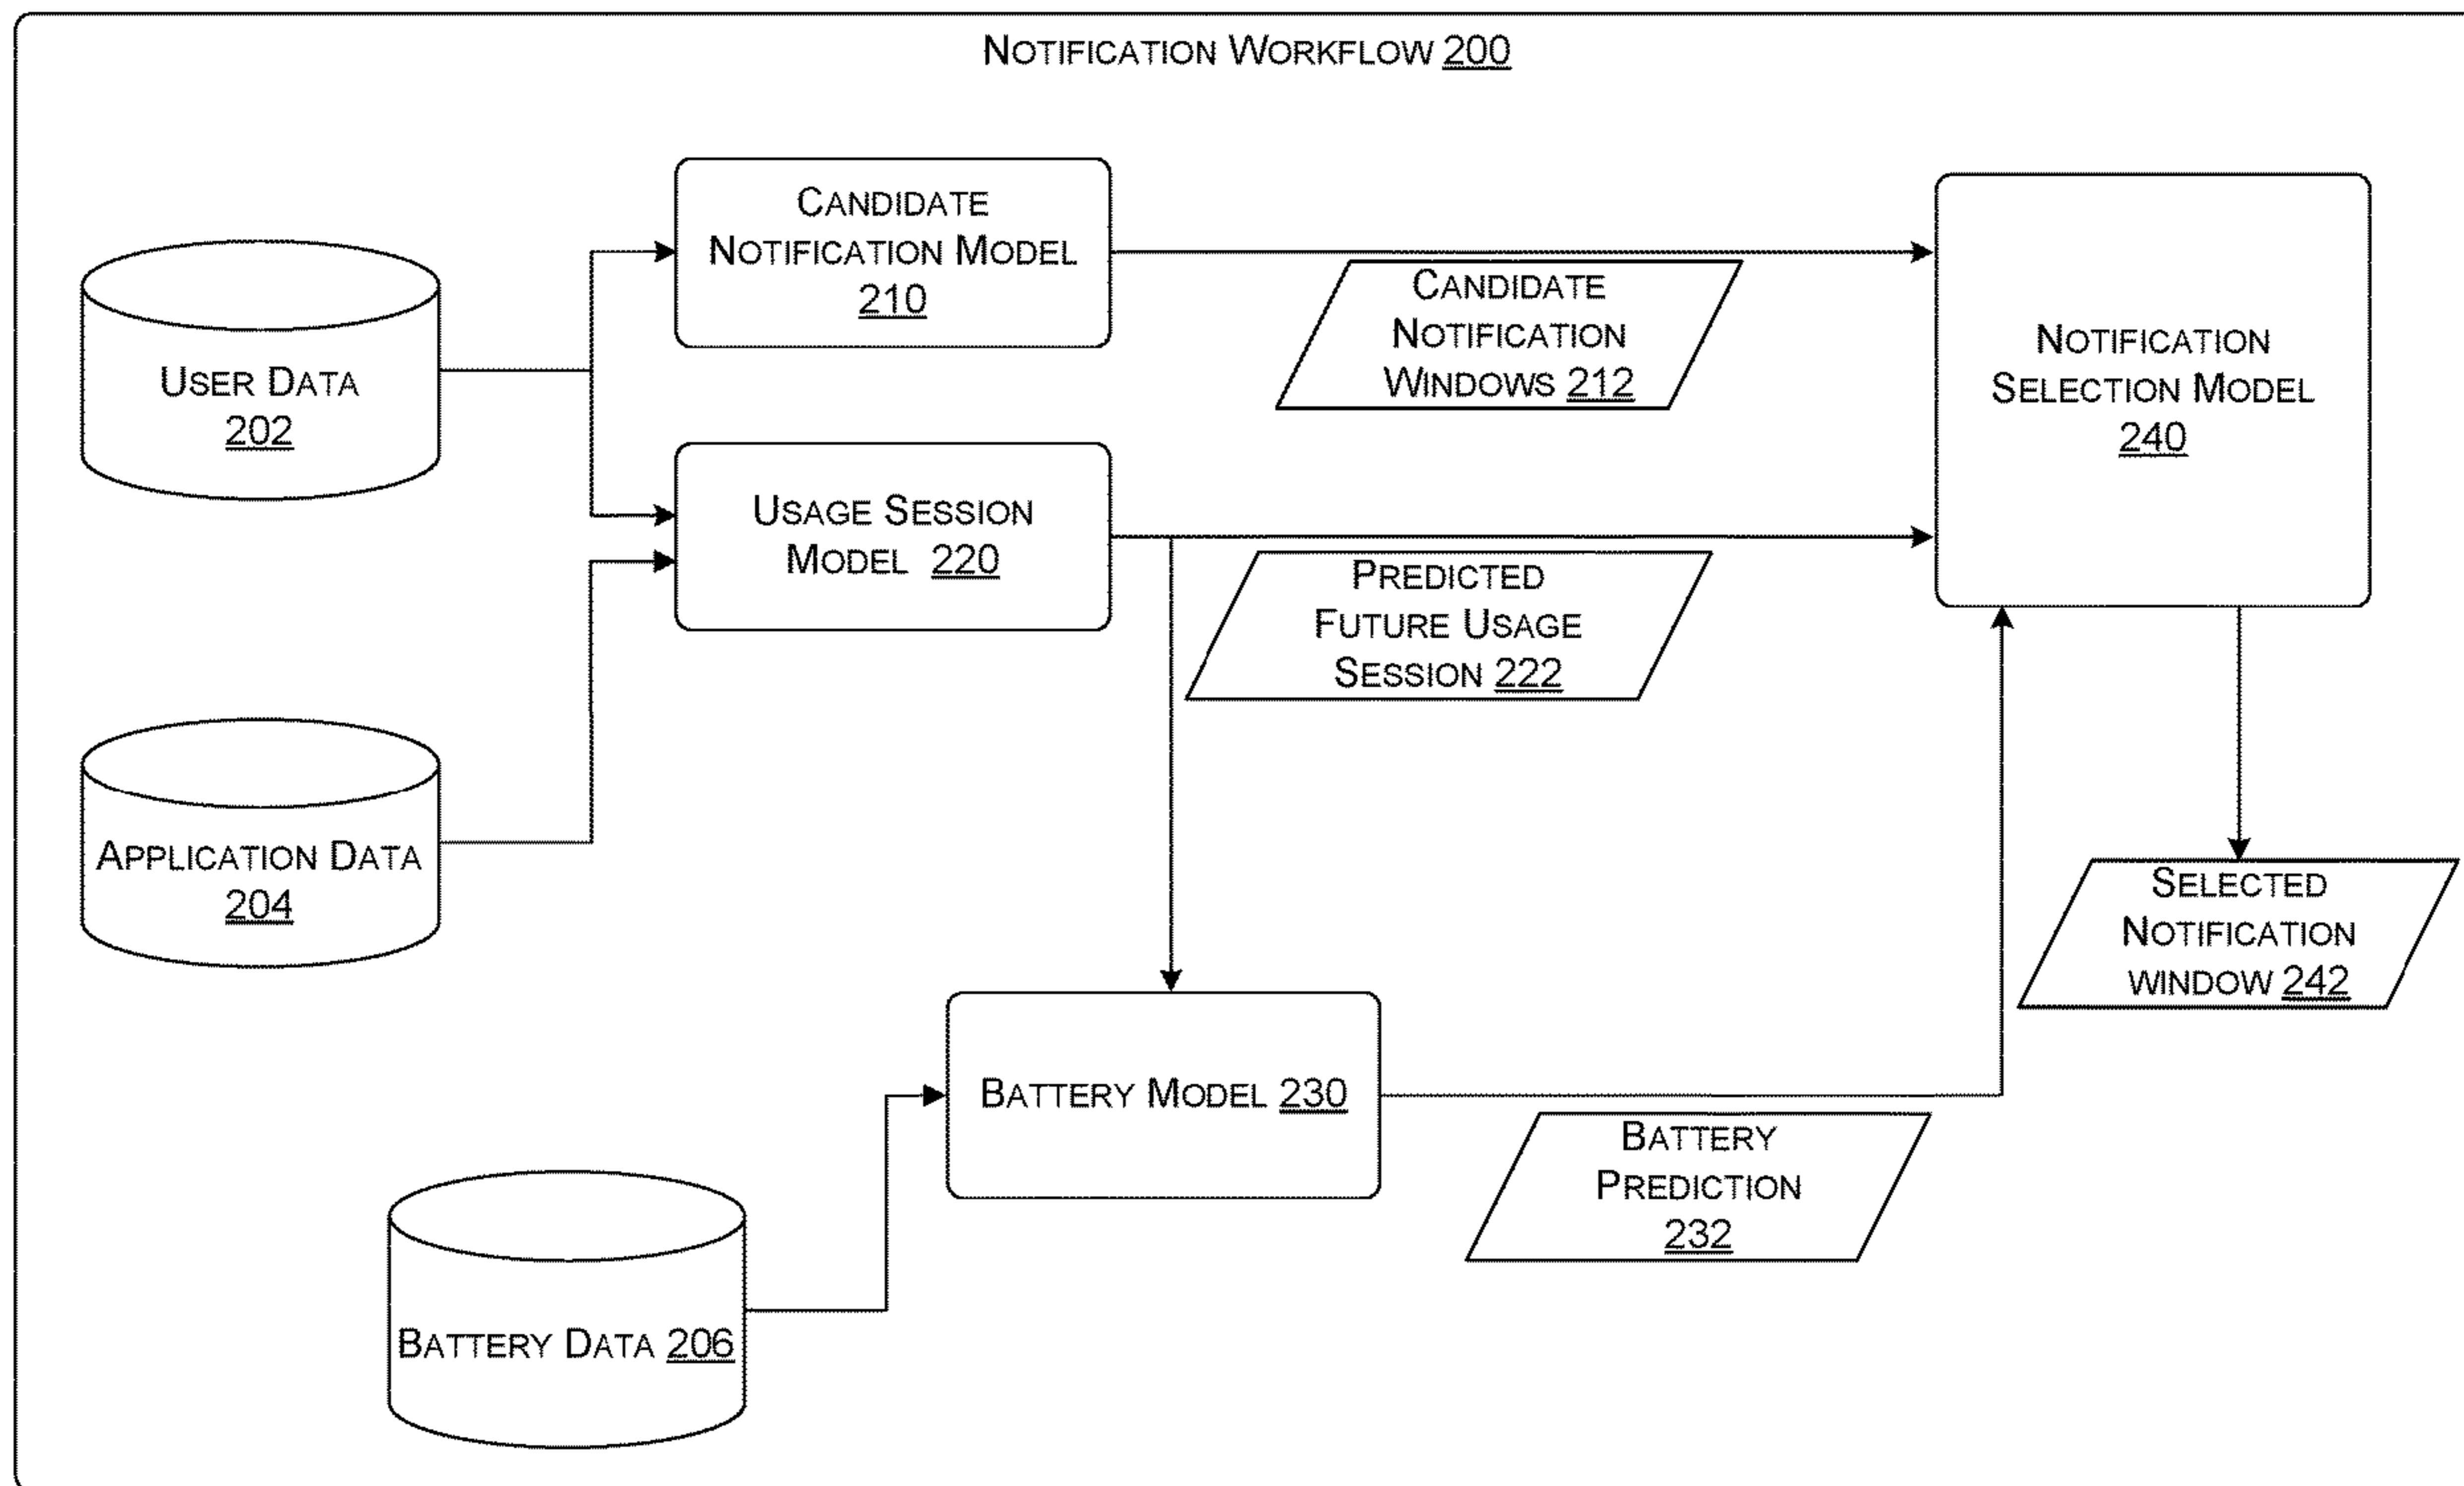 NOTIFICATION WORKFLOW 200
CANDIDATE
NOTIFICATION MODEL
210
CANDIDATE
NOTIFICATION
WINDOWS 212
NOTIFICATION
SELECTION MODEL
240
USER DATA
202
USAGE SESSION
MODEL 220
PREDICTED
FUTURE USAGE
SESSION 222
APPLICATION DATA
204
SELECTED
NOTIFICATION
WINDOW 242
BATTERY MODEL 230
BATTERY
PREDICTION
232
BATTERY DATA 206